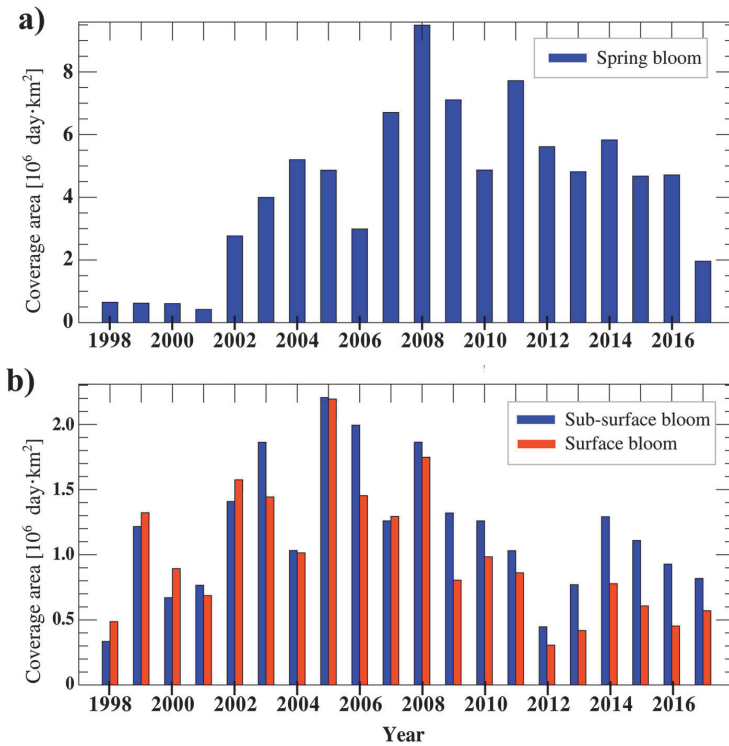 a)
Coverage area [10⁶ day·km²]
8
6
4
2
0
Spring bloom
1998 2000 2002 2004 2006 2008 2010 2012 2014 2016
b)
Coverage area [10⁶ day·km²]
2.0
1.5
1.0
0.5
0
Sub-surface bloom
Surface bloom
1998 2000 2002 2004 2006 2008 2010 2012 2014 2016
Year